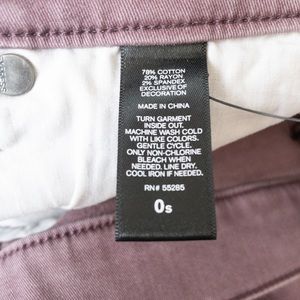 78% COTTON
20% RAYON
2% SPANDEX
EXCLUSIVE OF
DECORATION
MADE IN CHINA
TURN GARMENT
INSIDE OUT.
MACHINE WASH COLD
WITH LIKE COLORS.
GENTLE CYCLE.
ONLY NON-CHLORINE
BLEACH WHEN
NEEDED. LINE DRY.
COOL IRON IF NEEDED.
RN# 55285
0s